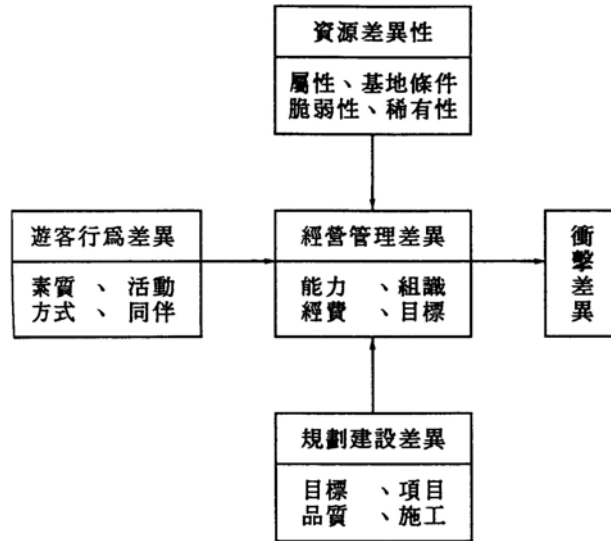 資源差異性
屬性、基地條件
脆弱性、稀有性
遊客行爲差異
素質、活動
方式、同伴
經營管理差異
能力、組識
經費、目標
衝擊差異
規劃建設差異
目標、項目
品質、施工